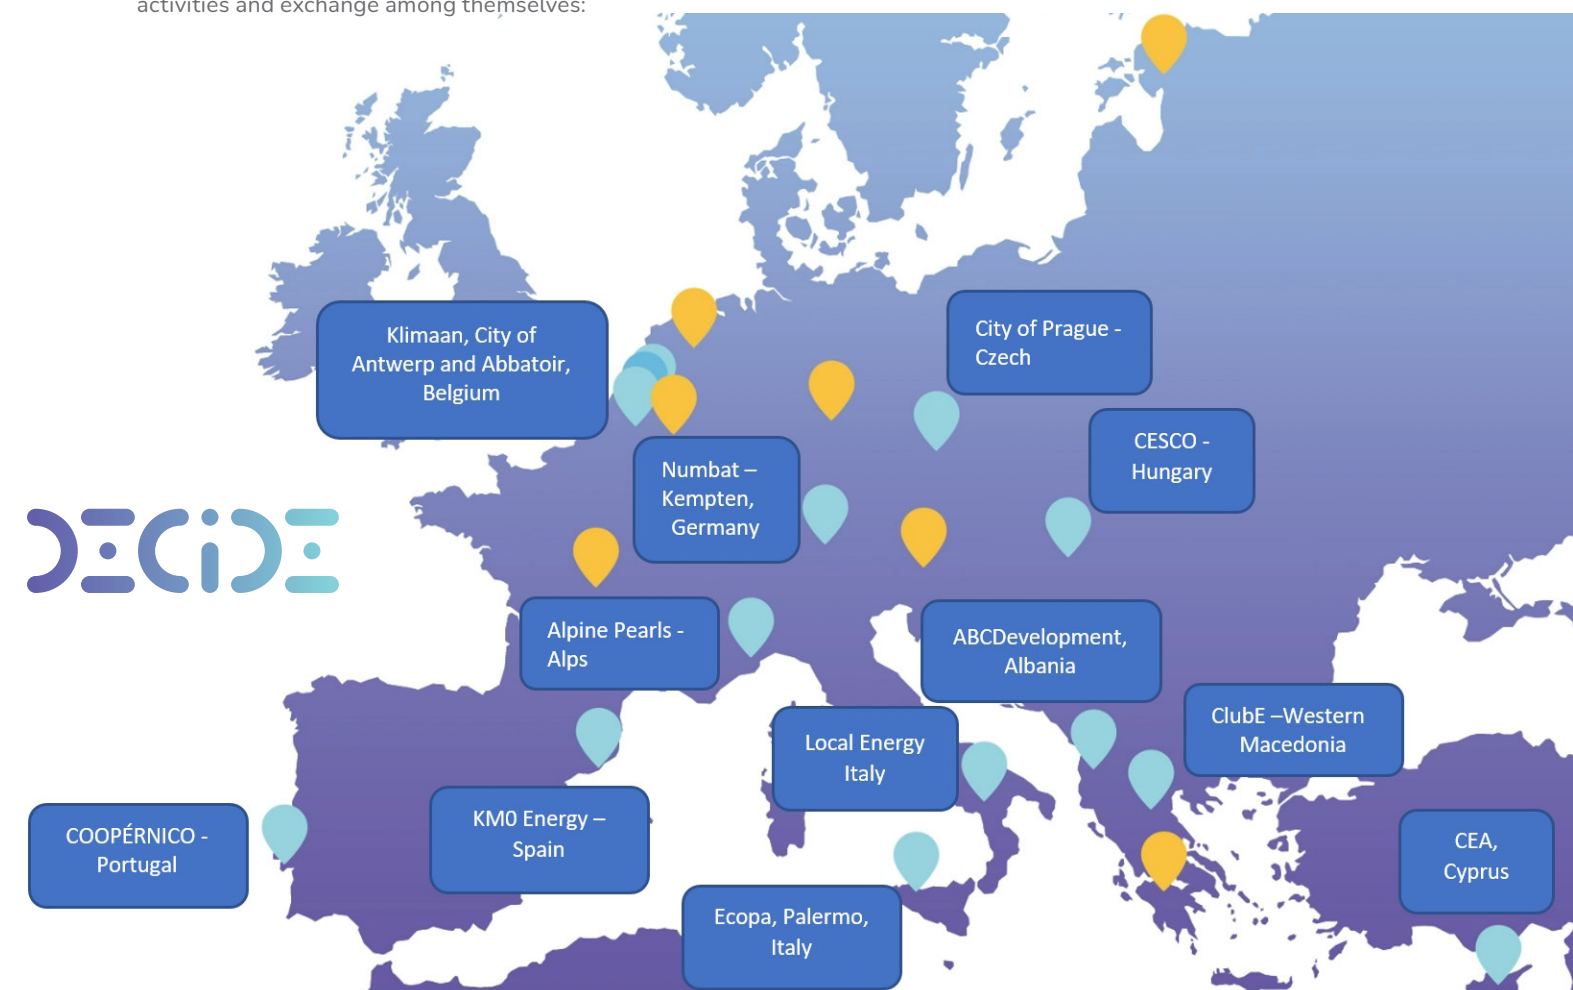 activities and exchange among themselves:
Klimaan, City of
Antwerp and Abbatoir,
Belgium
City of Prague -
Czech
CESCO -
Hungary
Numbat –
Kempten,
Germany
DECiDE
Alpine Pearls -
Alps
ABCDevelopment,
Albania
ClubE –Western
Macedonia
Local Energy
Italy
KM0 Energy –
Spain
COOPÉRNICO -
Portugal
CEA,
Cyprus
Ecopa, Palermo,
Italy